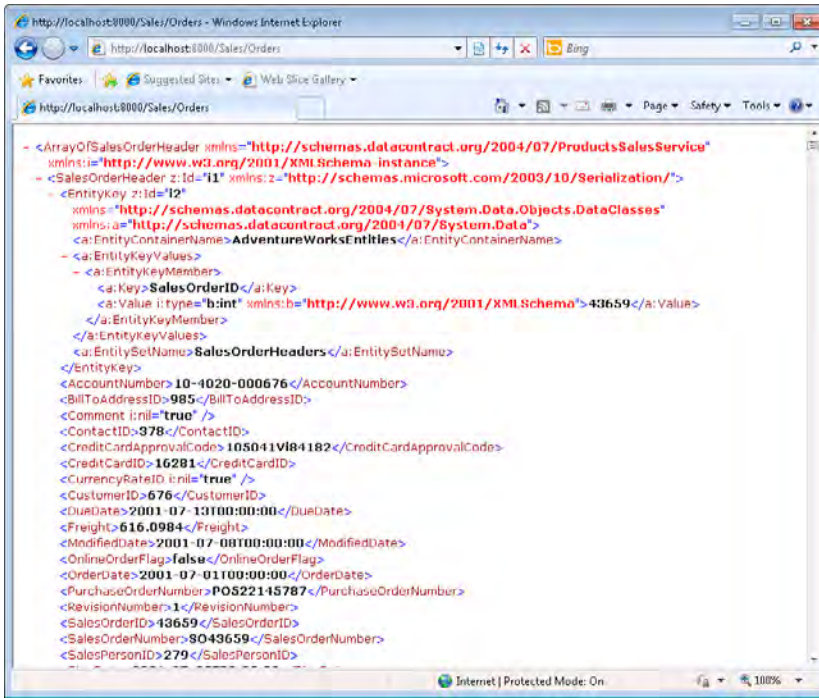 http://localhost:8000/Sales/Orders - Windows Internet Explorer
http://localhost:8000/Sales/Orders
Bing
Favorites Suggested Sites Web Slice Gallery
http://localhost:8000/Sales/Orders
Page Safety Tools
- <ArrayOfSalesOrderHeader xmlns="http://schemas.datacontract.org/2004/07/ProductsSalesService"
xmlns:i="http://www.w3.org/2001/XMLSchema-instance">
- <SalesOrderHeader z:Id="i1" xmlns:z="http://schemas.microsoft.com/2003/10/Serialization/">
- <EntityKey z:Id="i2"
xmlns="http://schemas.datacontract.org/2004/07/System.Data.Objects.DataClasses"
xmlns:a="http://schemas.datacontract.org/2004/07/System.Data">
<a:EntityContainerName>AdventureWorksEntities</a:EntityContainerName>
- <a:EntityKeyValues>
- <a:EntityKeyMember>
<a:Key>SalesOrderID</a:Key>
<a:Value i:type="b:int" xmlns:b="http://www.w3.org/2001/XMLSchema">43659</a:Value>
</a:EntityKeyMember>
</a:EntityKeyValues>
<a:EntitySetName>SalesOrderHeaders</a:EntitySetName>
</EntityKey>
<AccountNumber>10-4020-000676</AccountNumber>
<BillToAddressID>985</BillToAddressID>
<Comment i:nil="true" />
<ContactID>378</ContactID>
<CreditCardApprovalCode>105041Vi84182</CreditCardApprovalCode>
<CreditCardID>16281</CreditCardID>
<CurrencyRateID i:nil="true" />
<CustomerID>676</CustomerID>
<DueDate>2001-07-13T00:00:00</DueDate>
<Freight>616.0984</Freight>
<ModifiedDate>2001-07-08T00:00:00</ModifiedDate>
<OnlineOrderFlag>false</OnlineOrderFlag>
<OrderDate>2001-07-01T00:00:00</OrderDate>
<PurchaseOrderNumber>PO522145787</PurchaseOrderNumber>
<RevisionNumber>1</RevisionNumber>
<SalesOrderID>43659</SalesOrderID>
<SalesOrderNumber>SO43659</SalesOrderNumber>
<SalesPersonID>279</SalesPersonID>
Internet | Protected Mode: On 100%